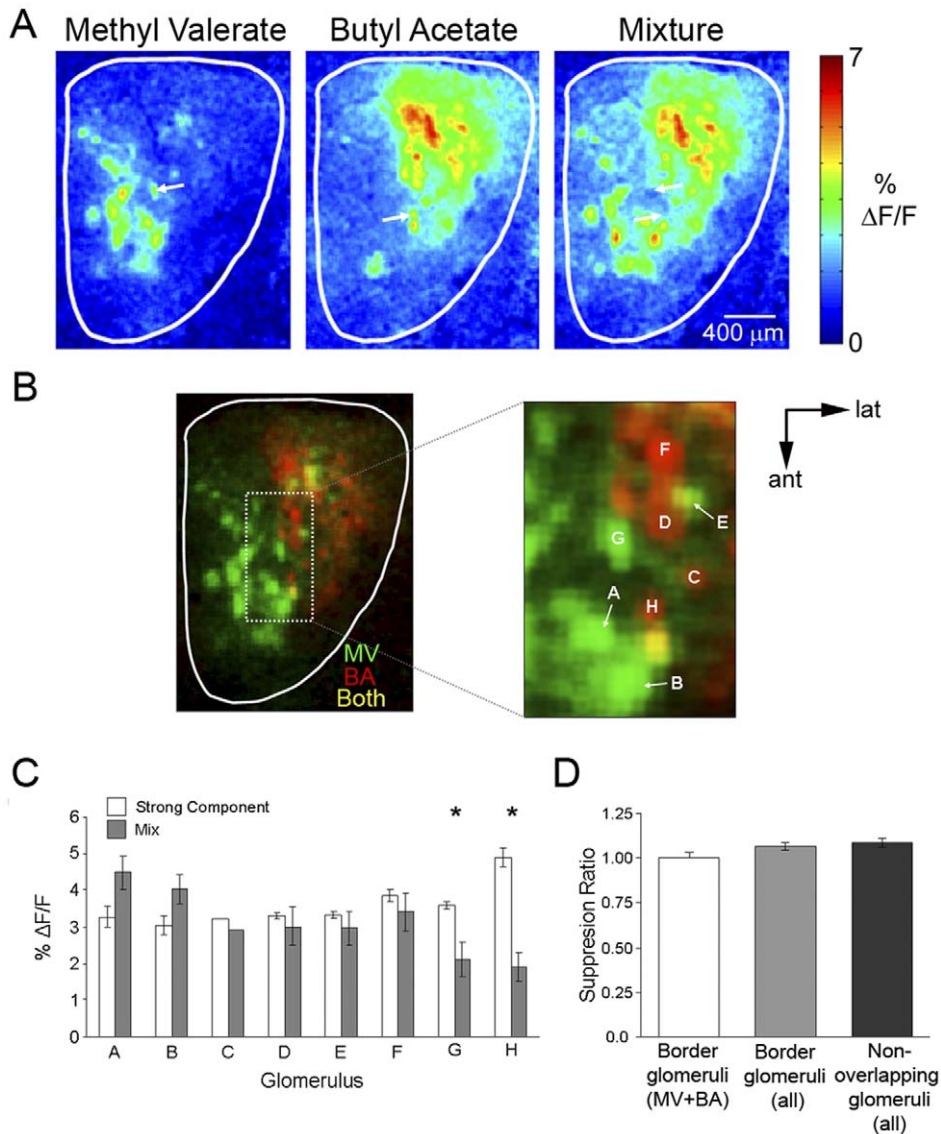 A
Methyl Valerate
Butyl Acetate
Mixture
7
%
ΔF/F
0
400 µm
B
MV
BA
Both
F
E
D
G
C
A
H
B
lat
ant
C
Strong Component
Mix
* *
% ΔF/F
6
5
4
3
2
1
0
A B C D E F G H
Glomerulus
D
Suppresion Ratio
1.25
1.00
0.75
0.50
0.25
0.0
Border
glomeruli
(MV+BA)
Border
glomeruli
(all)
Non-
overlapping
glomeruli
(all)